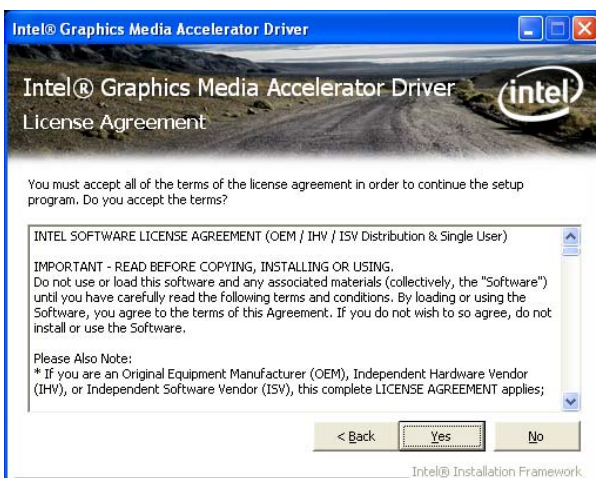 Intel® Graphics Media Accelerator Driver
Intel® Graphics Media Accelerator Driver
intel
License Agreement
You must accept all of the terms of the license agreement in order to continue the setup
program. Do you accept the terms?
INTEL SOFTWARE LICENSE AGREEMENT (OEM / IHV / ISV Distribution & Single User)
IMPORTANT - READ BEFORE COPYING, INSTALLING OR USING.
Do not use or load this software and any associated materials (collectively, the "Software")
until you have carefully read the following terms and conditions. By loading or using the
Software, you agree to the terms of this Agreement. If you do not wish to so agree, do not
install or use the Software.
Please Also Note:
* If you are an Original Equipment Manufacturer (OEM), Independent Hardware Vendor
(IHV), or Independent Software Vendor (ISV), this complete LICENSE AGREEMENT applies;
< Back Yes No
Intel® Installation Framework